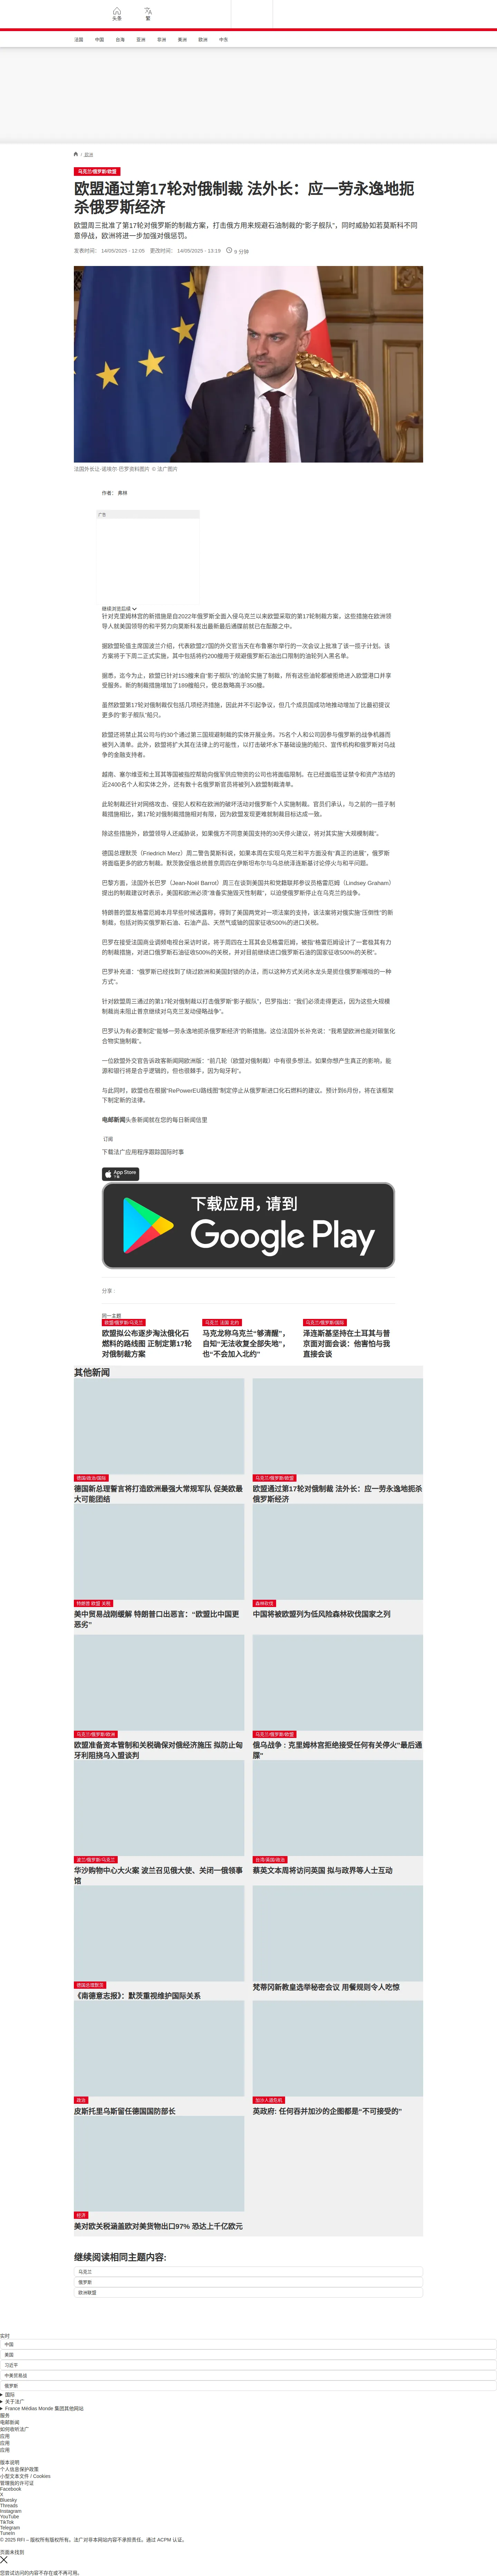 头条
繁
法国
中国
台海
亚洲
非洲
美洲
欧洲
中东
/ 欧洲
乌克兰/俄罗斯/欧盟
欧盟通过第17轮对俄制裁 法外长：应一劳永逸地扼
杀俄罗斯经济
欧盟周三批准了第17轮对俄罗斯的制裁方案，打击俄方用来规避石油制裁的“影子舰队”，同时威胁如若莫斯科不同
意停战，欧洲将进一步加强对俄惩罚。
发表时间： 14/05/2025 - 12:05 更改时间： 14/05/2025 - 13:19
9 分钟
法国外长让-诺埃尔·巴罗资料图片 © 法广图片
作者： 弗林
广告
继续浏览后续
针对克里姆林宫的新措施是自2022年俄罗斯全面入侵乌克兰以来欧盟采取的第17轮制裁方案。这些措施在欧洲领
导人就美国领导的和平努力向莫斯科发出最新最后通牒前就已在酝酿之中。
据欧盟轮值主席国波兰介绍，代表欧盟27国的外交官当天在布鲁塞尔举行的一次会议上批准了该一揽子计划。该
方案将于下周二正式实施，其中包括将约200艘用于规避俄罗斯石油出口限制的油轮列入黑名单。
据悉，迄今为止，欧盟已针对153艘来自“影子舰队”的油轮实施了制裁，所有这些油轮都被拒绝进入欧盟港口并享
受服务。新的制裁措施增加了189艘船只，使总数略高于350艘。
虽然欧盟第17轮对俄制裁仅包括几项经济措施，因此并不引起争议，但几个成员国成功地推动增加了比最初提议
更多的“影子舰队”船只。
欧盟还将禁止其公司与约30个通过第三国规避制裁的实体开展业务。75名个人和公司因参与俄罗斯的战争机器而
被列入清单。此外，欧盟将扩大其在法律上的可能性，以打击破坏水下基础设施的船只、宣传机构和俄罗斯对乌战
争的金融支持者。
越南、塞尔维亚和土耳其等国被指控帮助向俄军供应物资的公司也将面临限制。在已经面临签证禁令和资产冻结的
近2400名个人和实体之外，还有数十名俄罗斯官员将被列入欧盟制裁清单。
此轮制裁还针对网络攻击、侵犯人权和在欧洲的破坏活动对俄罗斯个人实施制裁。官员们承认，与之前的一揽子制
裁措施相比，第17轮对俄制裁措施相对有限，因为欧盟发现更难就制裁目标达成一致。
除这些措施外，欧盟领导人还威胁说，如果俄方不同意美国支持的30天停火建议，将对其实施“大规模制裁”。
德国总理默茨（Friedrich Merz）周二警告莫斯科说，如果本周在实现乌克兰和平方面没有“真正的进展”，俄罗斯
将面临更多的欧方制裁。默茨敦促俄总统普京周四在伊斯坦布尔与乌总统泽连斯基讨论停火与和平问题。
巴黎方面，法国外长巴罗（Jean-Noël Barrot）周三在谈到美国共和党籍联邦参议员格雷厄姆（Lindsey Graham）
提出的制裁建议时表示，美国和欧洲必须“准备实施毁灭性制裁”，以迫使俄罗斯停止在乌克兰的战争。
特朗普的盟友格雷厄姆本月早些时候透露称，得到了美国两党对一项法案的支持，该法案将对俄实施“压倒性”的新
制裁，包括对购买俄罗斯石油、石油产品、天然气或铀的国家征收500%的进口关税。
巴罗在接受法国商业调频电视台采访时说，将于周四在土耳其会见格雷厄姆，被指“格雷厄姆设计了一套极其有力
的制裁措施，对进口俄罗斯石油征收500%的关税，并对目前继续进口俄罗斯石油的国家征收500%的关税”。
巴罗补充道：“俄罗斯已经找到了绕过欧洲和美国封锁的办法，而以这种方式关闭水龙头是扼住俄罗斯喉咙的一种
方式”。
针对欧盟周三通过的第17轮对俄制裁以打击俄罗斯“影子舰队”，巴罗指出：“我们必须走得更远，因为这些大规模
制裁尚未阻止普京继续对乌克兰发动侵略战争”。
巴罗认为有必要制定“能够一劳永逸地扼杀俄罗斯经济”的新措施。这位法国外长补充说：“我希望欧洲也能对碳氢化
合物实施制裁”。
一位欧盟外交官告诉政客新闻网欧洲版：“前几轮（欧盟对俄制裁）中有很多想法。如果你想产生真正的影响，能
源和银行将是合乎逻辑的，但也很棘手，因为匈牙利”。
与此同时，欧盟也在根据“RePowerEU路线图”制定停止从俄罗斯进口化石燃料的建议。预计到6月份，将在该框架
下制定新的法律。
电邮新闻头条新闻就在您的每日新闻信里
订阅
下载法广应用程序跟踪国际时事
App Store
下载
下载应用，请到
Google Play
分享 :
同一主题
欧盟/俄罗斯/乌克兰
欧盟拟公布逐步淘汰俄化石
燃料的路线图 正制定第17轮
对俄制裁方案
乌克兰 法国 北约
马克龙称乌克兰“够清醒”，
自知“无法收复全部失地”，
也“不会加入北约”
乌克兰/俄罗斯/国际
泽连斯基坚持在土耳其与普
京面对面会谈：他害怕与我
直接会谈
其他新闻
德国/政治/国际
德国新总理誓言将打造欧洲最强大常规军队 促美欧最
大可能团结
乌克兰/俄罗斯/欧盟
欧盟通过第17轮对俄制裁 法外长：应一劳永逸地扼杀
俄罗斯经济
特朗普 欧盟 关税
美中贸易战刚缓解 特朗普口出恶言：“欧盟比中国更
恶劣”
森林砍伐
中国将被欧盟列为低风险森林砍伐国家之列
乌克兰/俄罗斯/欧洲
欧盟准备资本管制和关税确保对俄经济施压 拟防止匈
牙利阻挠乌入盟谈判
乌克兰/俄罗斯/欧盟
俄乌战争 : 克里姆林宫拒绝接受任何有关停火"最后通
牒"
波兰/俄罗斯/乌克兰
华沙购物中心大火案 波兰召见俄大使、关闭一俄领事
馆
台湾/英国/政治
蔡英文本周将访问英国 拟与政界等人士互动
德国总理默茨
《南德意志报》：默茨重视维护国际关系
梵蒂冈新教皇选举秘密会议 用餐规则令人吃惊
政治
皮斯托里乌斯留任德国国防部长
加沙人道危机
英政府: 任何吞并加沙的企图都是“不可接受的”
经济
美对欧关税涵盖欧对美货物出口97% 恐达上千亿欧元
继续阅读相同主题内容:
乌克兰
俄罗斯
欧洲联盟
实时
中国
美国
习近平
中美贸易战
俄罗斯
国际
关于法广
France Médias Monde 集团其他网站
服务
电邮新闻
如何收听法广
应用
应用
应用
版本说明
个人信息保护政策
小型文本文件 / Cookies
管理我的许可证
Facebook
X
Bluesky
Threads
Instagram
YouTube
TikTok
Telegram
TuneIn
© 2025 RFI – 版权所有版权所有。法广对非本网站内容不承担责任。通过 ACPM 认证。
页面未找到
您尝试访问的内容不存在或不再可用。